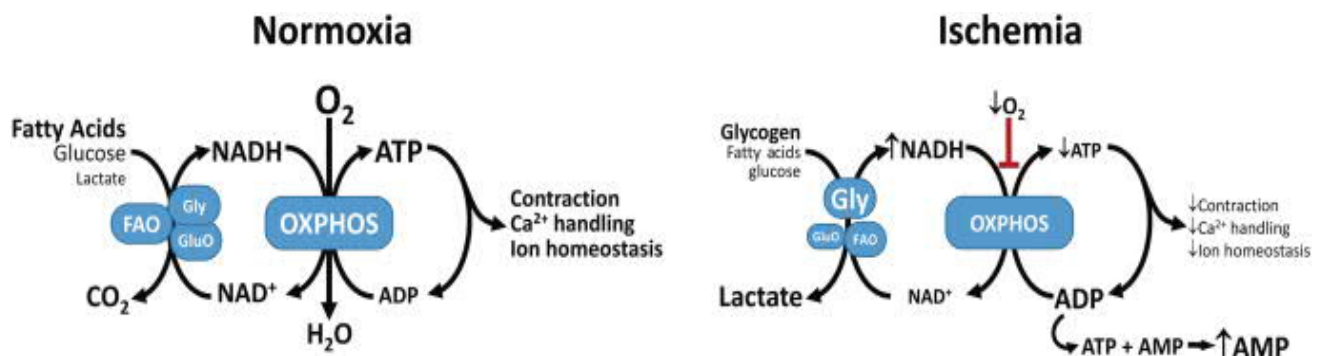 Normoxia
O₂
Fatty Acids
Glucose
Lactate
NADH
ATP
FAO
Gly
GluO
OXPHOS
Contraction
Ca²⁺ handling
Ion homeostasis
CO₂
NAD⁺
ADP
H₂O
Ischemia
↓O₂
Glycogen
Fatty acids
glucose
↑NADH
↓ATP
Gly
GluO
FAO
OXPHOS
↓Contraction
↓Ca²⁺ handling
↓Ion homeostasis
Lactate
NAD⁺
ADP
ATP + AMP → ↑AMP